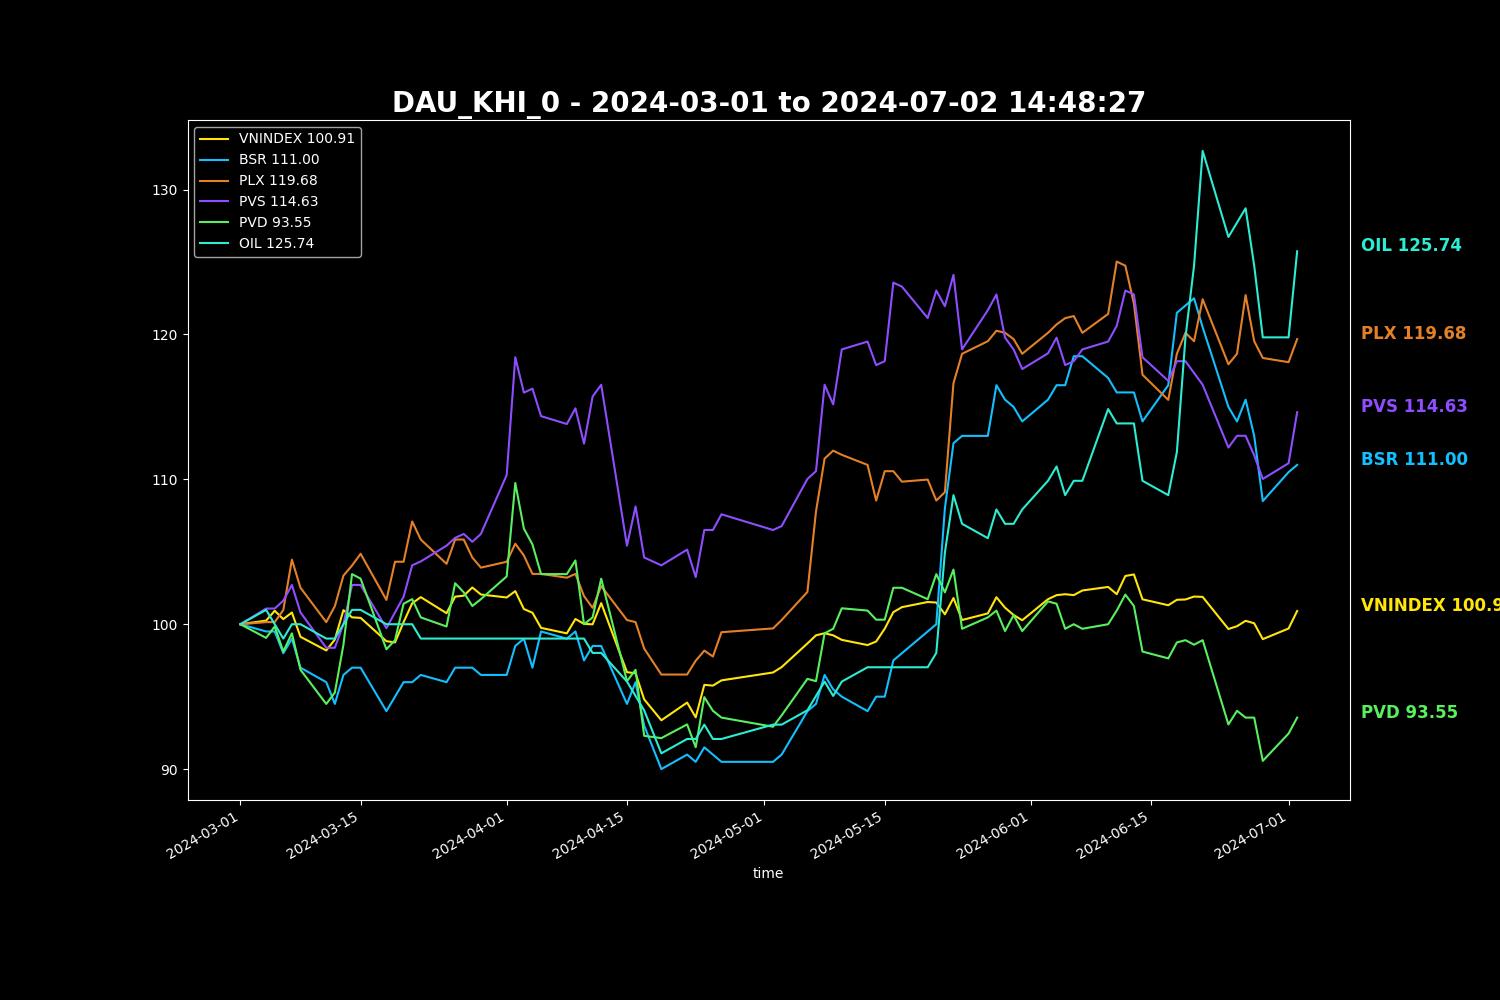 DAU_KHI_0 - 2024-03-01 to 2024-07-02 14:48:27
VNINDEX 100.91
BSR 111.00
PLX 119.68
PVS 114.63
PVD 93.55
OIL 125.74
130
120
110
100
90
OIL 125.74
PLX 119.68
PVS 114.63
BSR 111.00
VNINDEX 100.9
PVD 93.55
2024-03-01
2024-03-15
2024-04-01
2024-04-15
2024-05-01
2024-05-15
2024-06-01
2024-06-15
2024-07-01
time